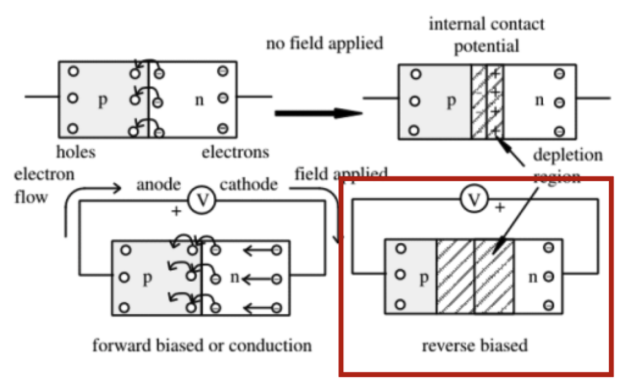 no field applied
internal contact
potential
p
n
p
n
holes
electrons
depletion
region
electron
flow
anode
V
cathode
+
field applied
V
+
p
n
p
n
forward biased or conduction
reverse biased